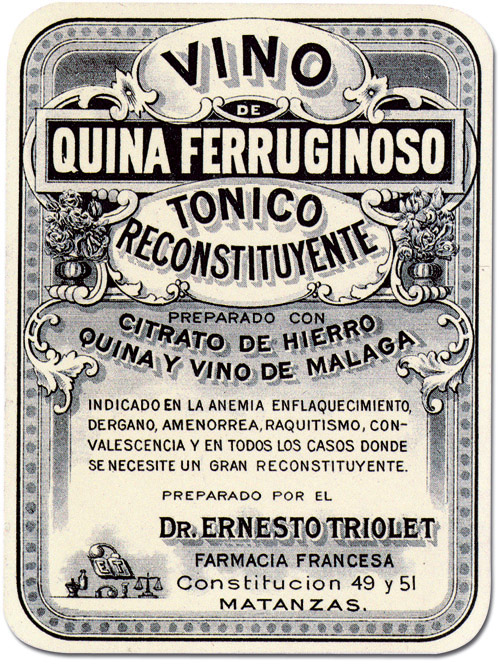 VINO
DE
QUINA FERRUGINOSO
TONICO
RECONSTITUYENTE
PREPARADO CON
CITRATO DE HIERRO
QUINA Y VINO DE MALAGA
INDICADO EN LA ANEMIA ENFLAQUECIMIENTO,
DERGANO, AMENORREA, RAQUITISMO, CON-
VALESCENCIA Y EN TODOS LOS CASOS DONDE
SE NECESITE UN GRAN RECONSTITUYENTE.
PREPARADO POR EL
DR. ERNESTO TRIOLET
FARMACIA FRANCESA
Constitucion 49 y 51
MATANZAS.
ET